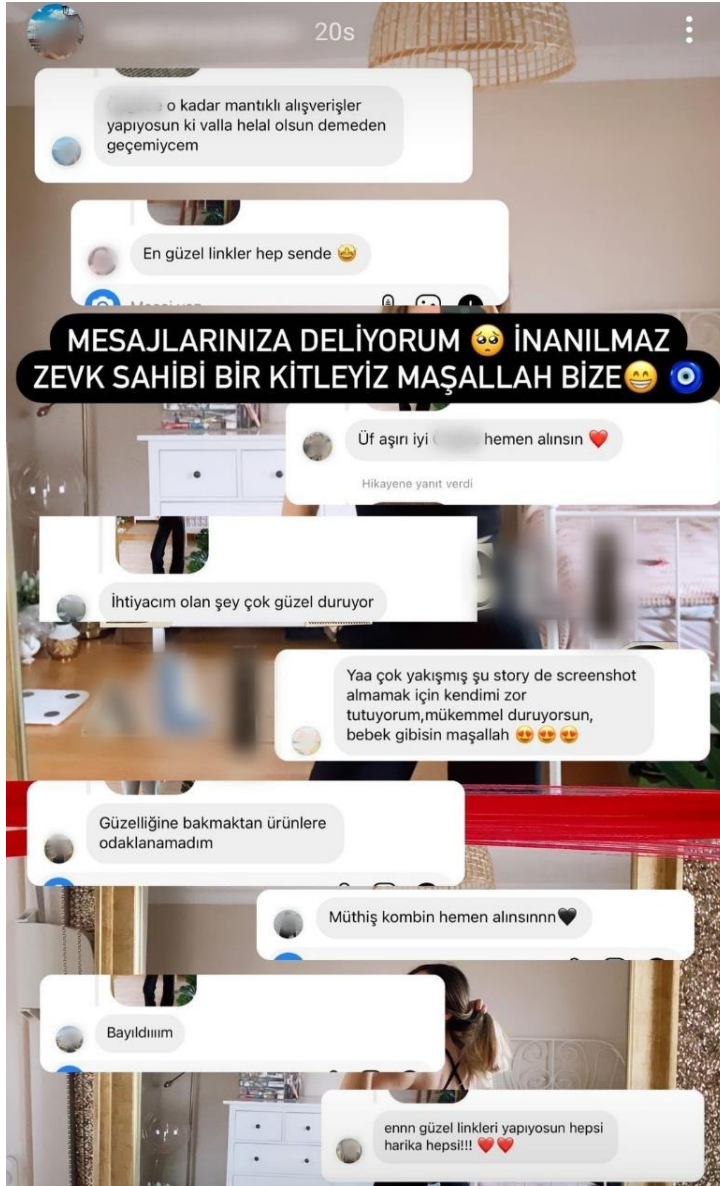 20s
o kadar mantıklı alışverişler
yapıyosun ki valla helal olsun demeden
geçemiycem
En güzel linkler hep sende 🤩
MESAJLARINIZA DELİYORUM 🥺 İNANILMAZ
ZEVK SAHİBİ BİR KİTLEYİZ MAŞALLAH BİZE😁 🧿
Üf aşırı iyi hemen alınsın ❤️
Hikayene yanıt verdi
İhtiyacım olan şey çok güzel duruyor
Yaa çok yakışmış şu story de screenshot
almamak için kendimi zor
tutuyorum,mükemmel duruyorsun,
bebek gibisin maşallah 😍😍😍
Güzelliğine bakmaktan ürünlere
odaklanamadım
Müthiş kombin hemen alınsınnn🖤
Bayıldıııım
ennn güzel linkleri yapıyosun hepsi
harika hepsi!!! ❤️❤️